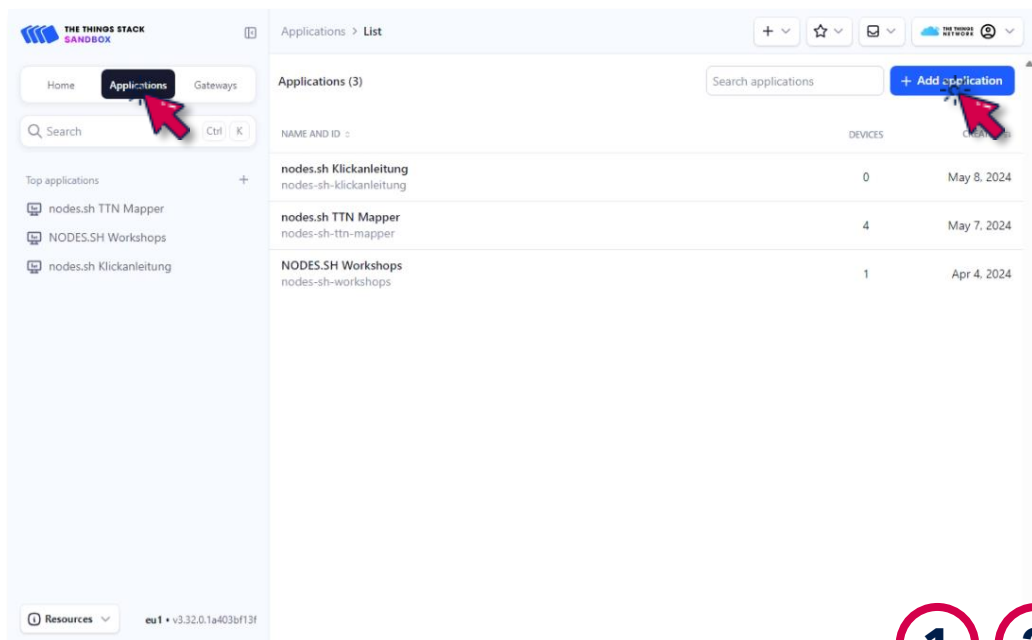 THE THINGS STACK
SANDBOX
Applications > List
THE THINGS
NETWORK
Home Applications Gateways
Applications (3)
Search applications
+ Add application
Search Ctrl K
NAME AND ID DEVICES
Top applications +
nodes.sh Klickanleitung 0 May 8, 2024
nodes-sh-klickanleitung
nodes.sh TTN Mapper
nodes.sh TTN Mapper 4 May 7, 2024
nodes-sh-ttn-mapper
NODES.SH Workshops
nodes.sh Klickanleitung
NODES.SH Workshops 1 Apr 4, 2024
nodes-sh-workshops
Resources eu1 • v3.32.0.1a403bf13f
1